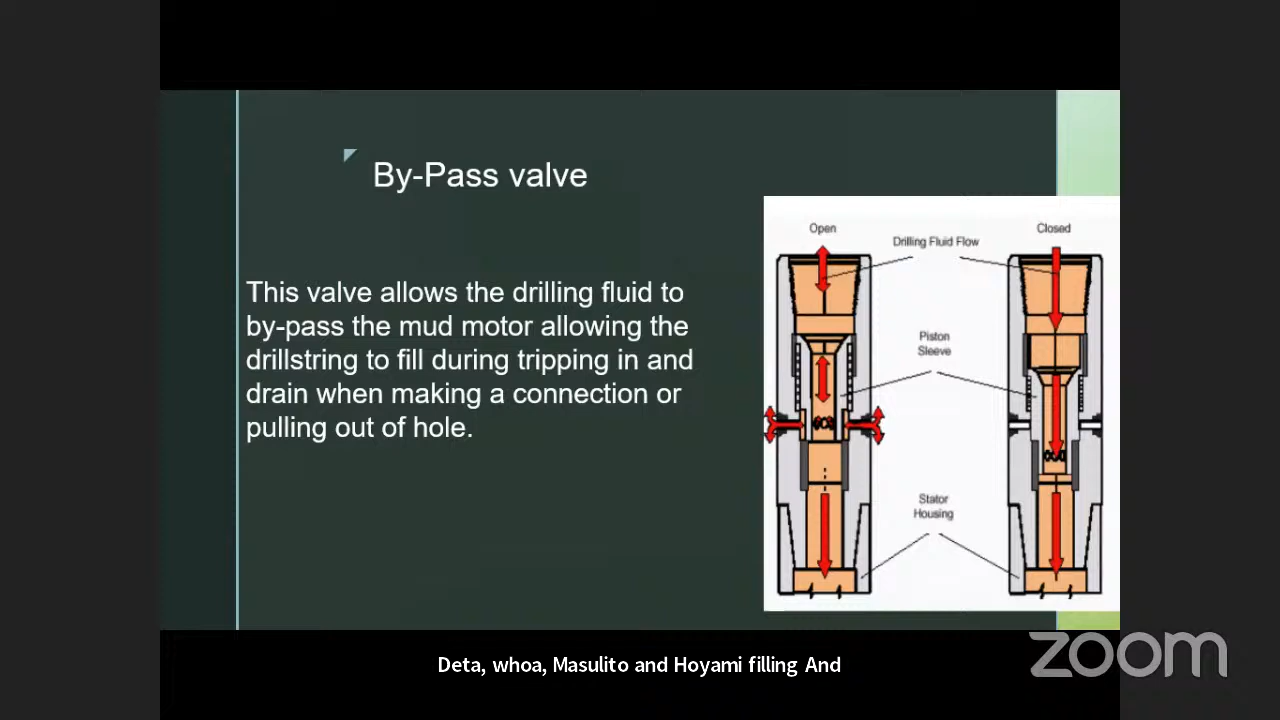 By-Pass valve
This valve allows the drilling fluid to
by-pass the mud motor allowing the
drillstring to fill during tripping in and
drain when making a connection or
pulling out of hole.
Open
Closed
Drilling Fluid Flow
Piston
Sleeve
Stator
Housing
Deta, whoa, Masulito and Hoyami filling And
zoom